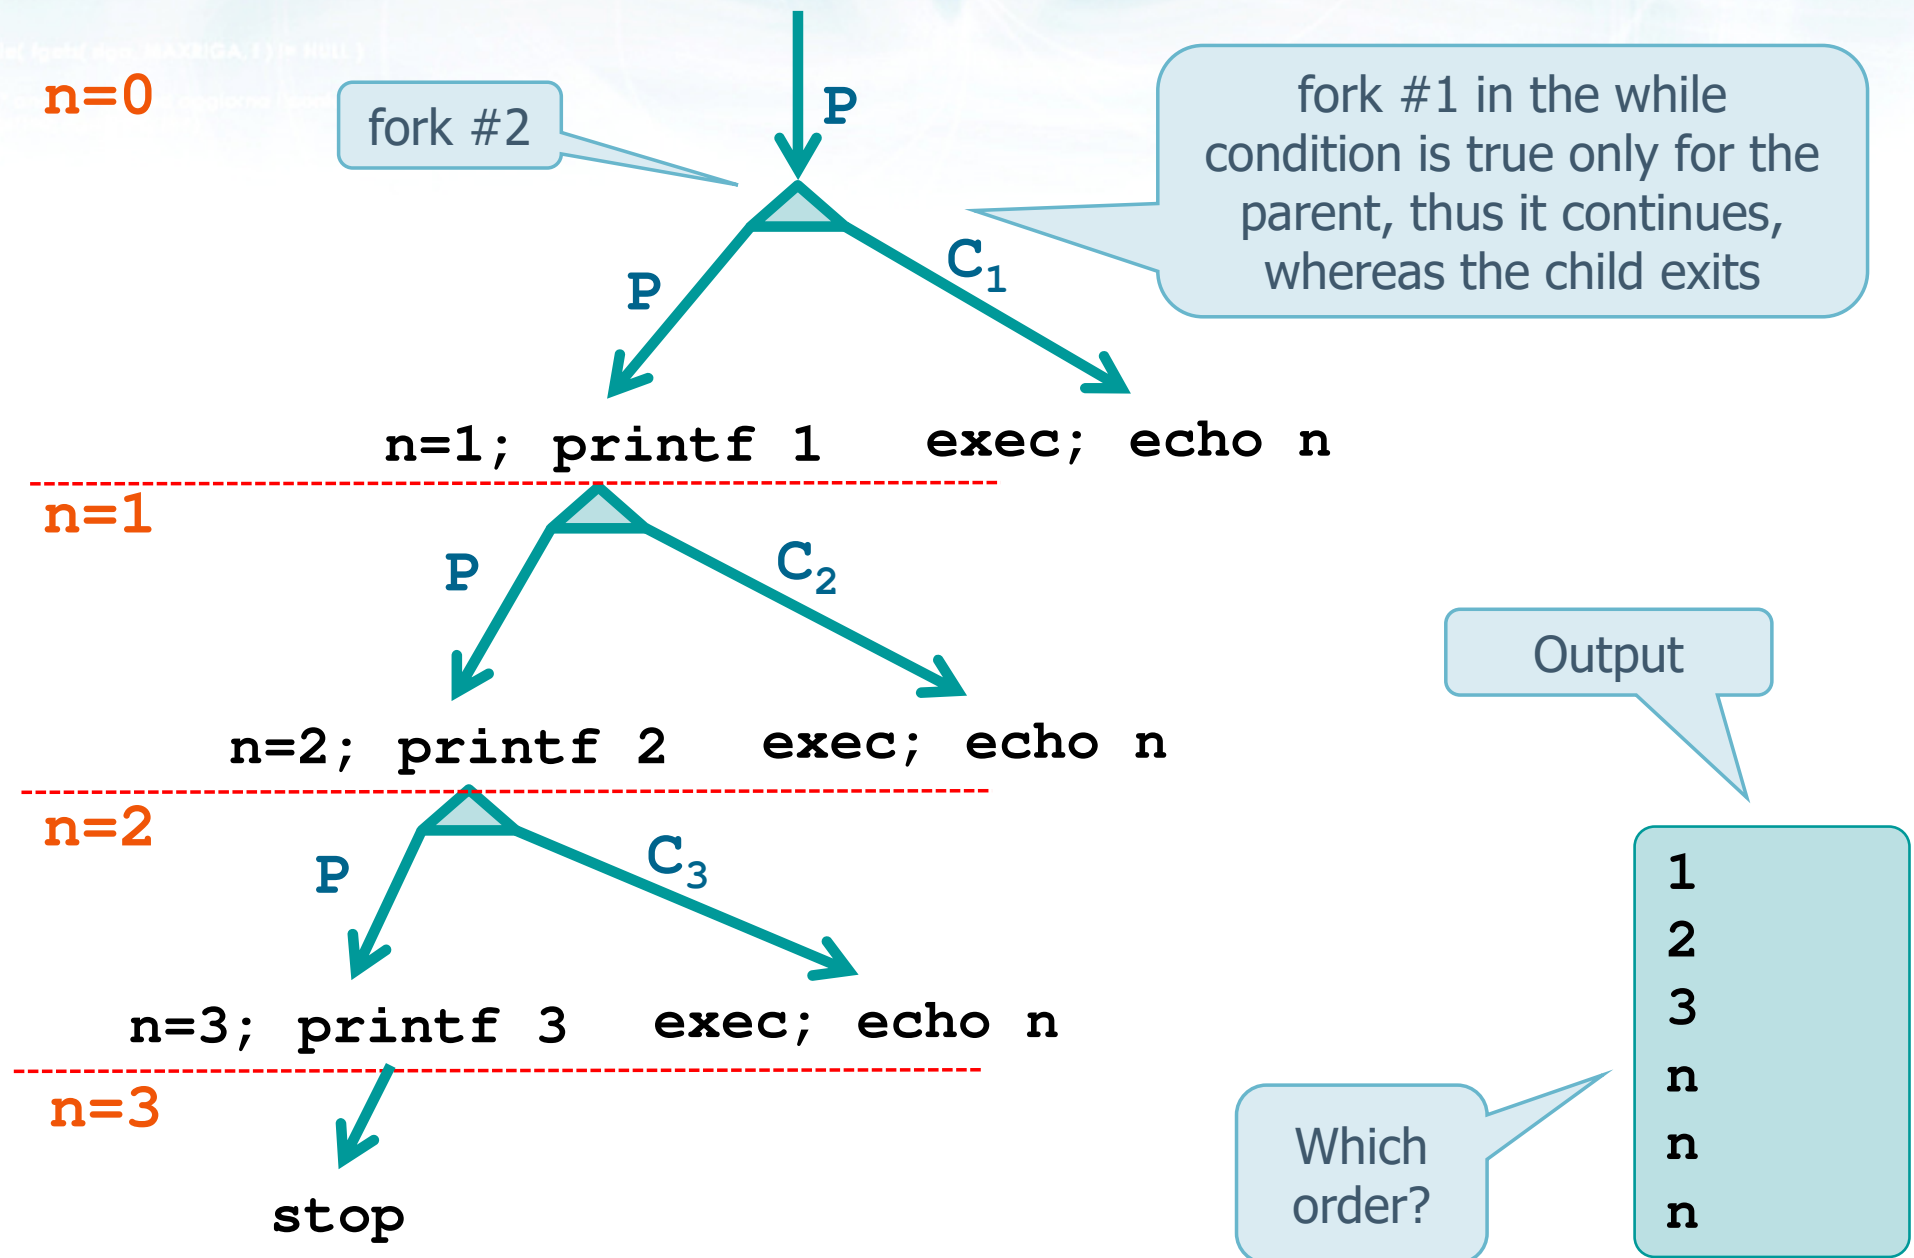 n=0
fork #2
P
fork #1 in the while
condition is true only for the
parent, thus it continues,
whereas the child exits
P
C1
n=1; printf 1
exec; echo n
n=1
P
C2
n=2; printf 2
exec; echo n
n=2
P
C3
n=3; printf 3
exec; echo n
n=3
stop
Output
1
2
3
n
n
n
Which
order?